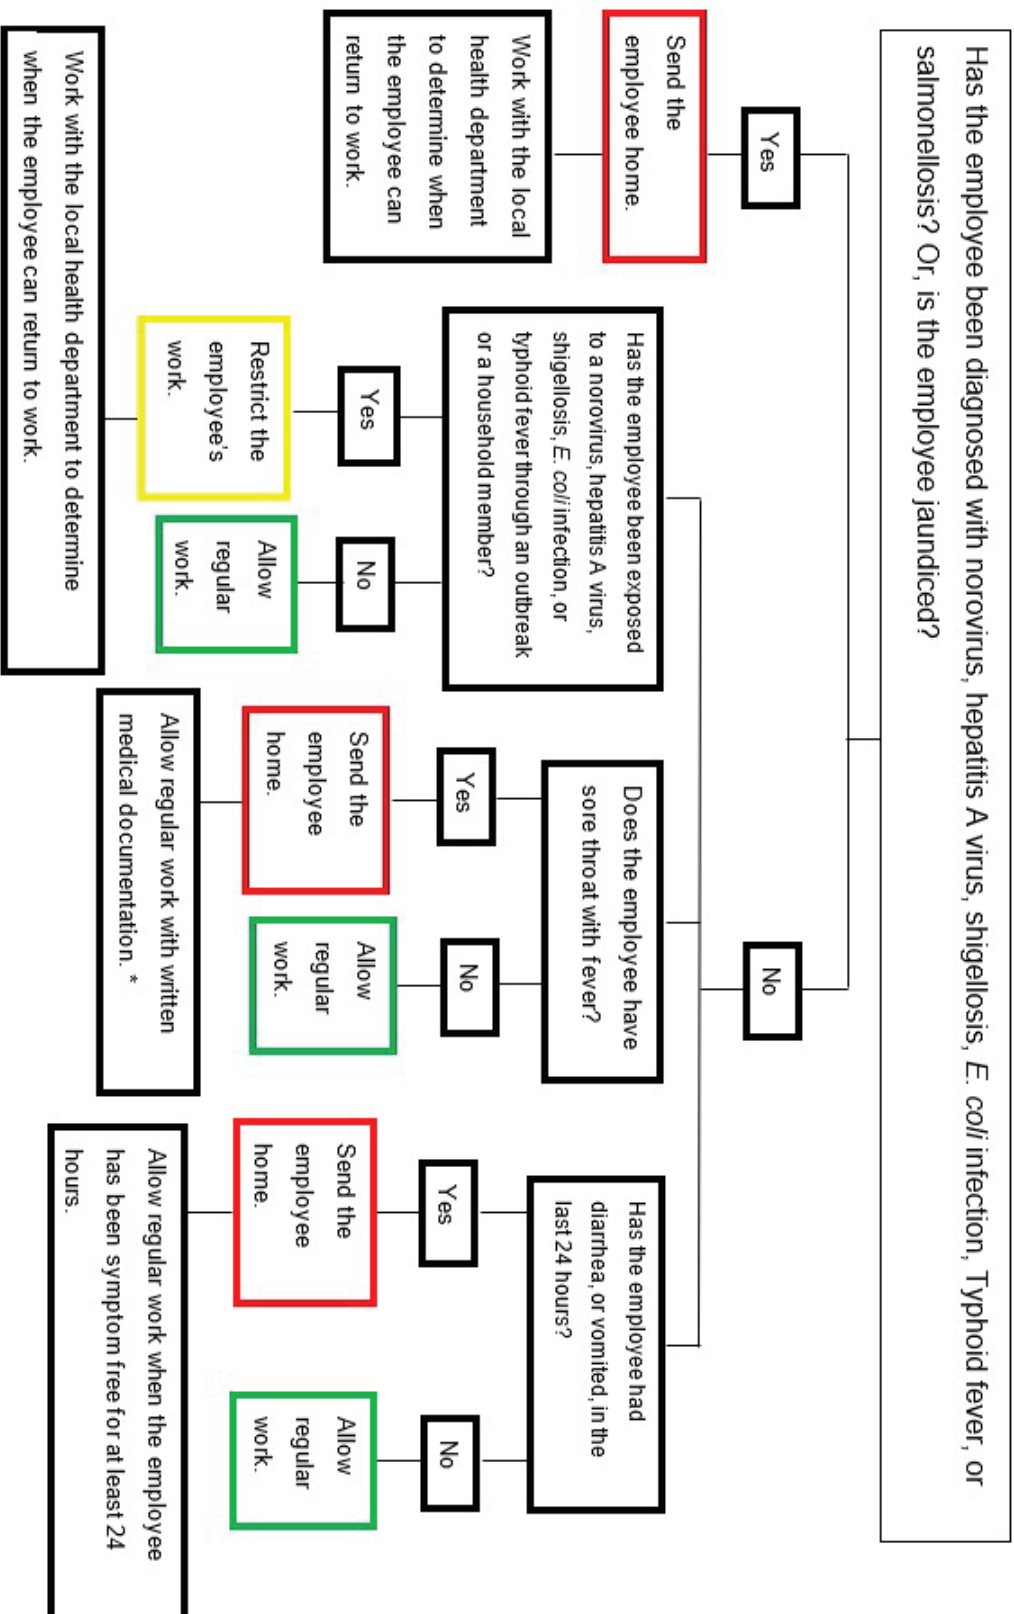 Has the employee been diagnosed with norovirus, hepatitis A virus, shigellosis, E. coli infection, Typhoid fever, or
salmonellosis? Or, is the employee jaundiced?
Yes
No
Send the
employee home.
Work with the local
health department
to determine when
the employee can
return to work.
Has the employee been exposed
to a norovirus, hepatitis A virus,
shigellosis, E. coli infection, or
typhoid fever through an outbreak
or a household member?
Yes
No
Restrict the
employee's
work.
Allow
regular
work.
Work with the local health department to determine
when the employee can return to work.
Does the employee have
sore throat with fever?
Yes
No
Send the
employee
home.
Allow
regular
work.
Allow regular work with written
medical documentation. *
Has the employee had
diarrhea, or vomited, in the
last 24 hours?
Yes
No
Send the
employee
home.
Allow
regular
work.
Allow regular work when the employee
has been symptom free for at least 24
hours.